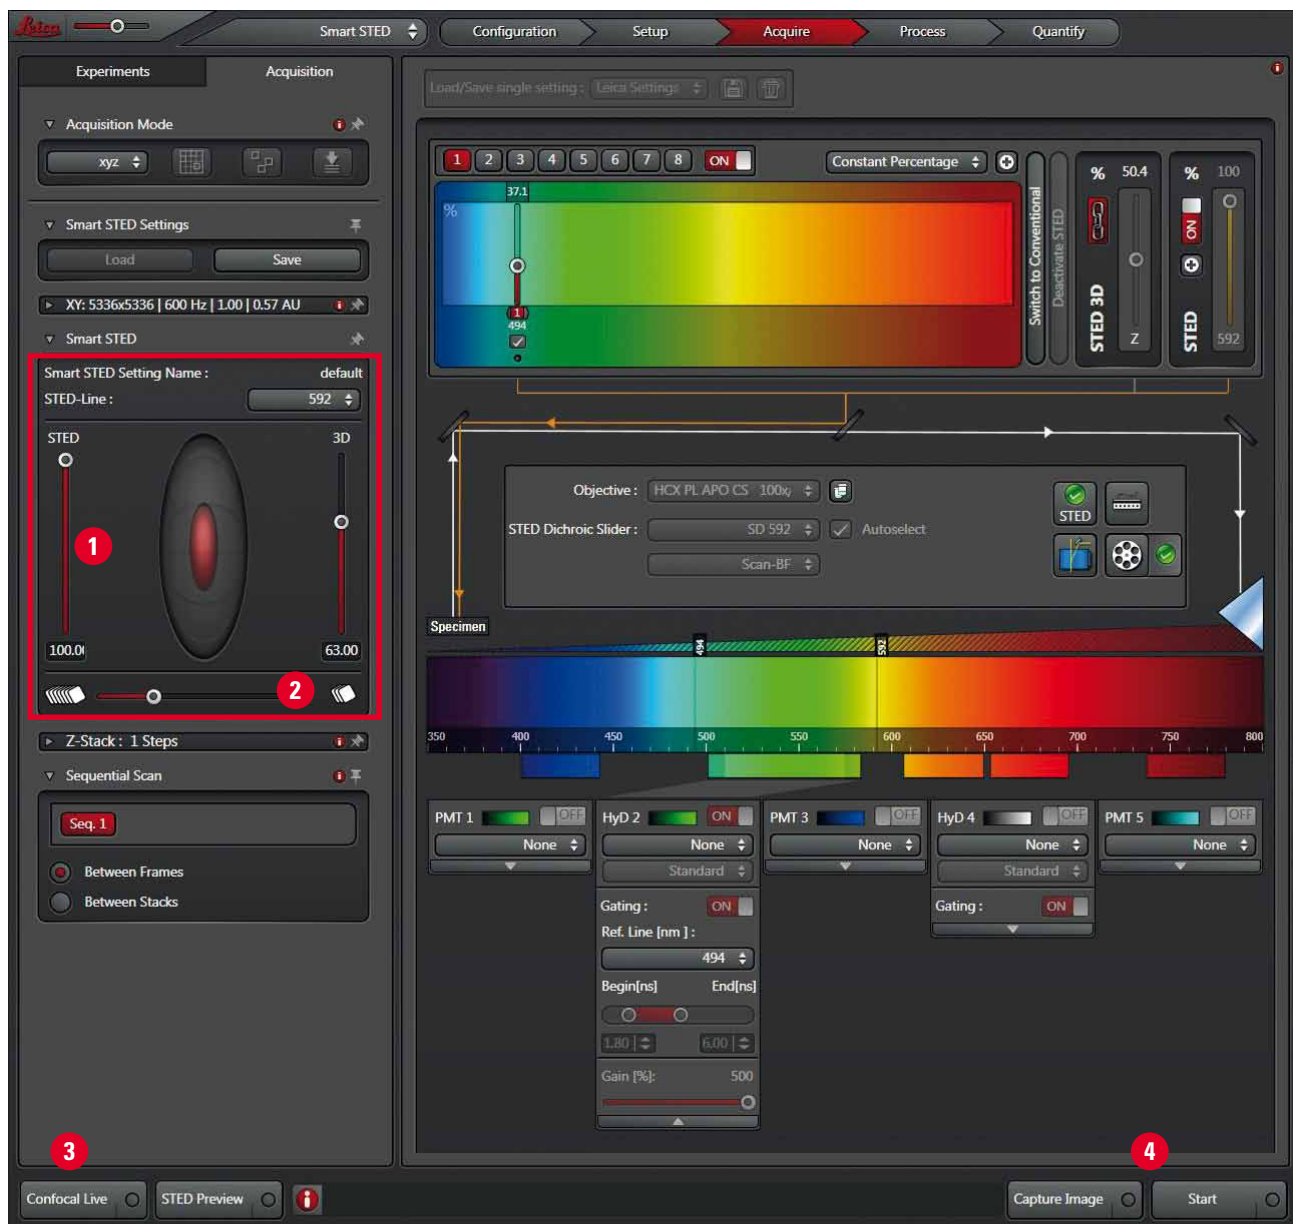 Leica Smart STED Configuration Setup Acquire Process Quantify
Experiments Acquisition
Acquisition Mode
xyz
Smart STED Settings
Load Save
XY: 5336x5336 | 600 Hz | 1.00 | 0.57 AU
Smart STED
Smart STED Setting Name : default
STED-Line : 592
STED 3D
1
100.0
63.00
2
Z-Stack : 1 Steps
Sequential Scan
Seq. 1
Between Frames
Between Stacks
Load/Save single setting : Leica Settings
1 2 3 4 5 6 7 8 ON Constant Percentage
37.1
%
1
494
Switch to Conventional
Deactivate STED
% 50.4
STED 3D
Z
% 100
ON
STED
592
Objective : HCX PL APO CS 100x
STED Dichroic Slider : SD 592 Autoselect
Scan-BF
STED
Specimen
494 592
350 400 450 500 550 600 650 700 750 800
PMT 1 OFF
None
HyD 2 ON
None
Standard
Gating : ON
Ref. Line [nm ] :
494
Begin[ns] End[ns]
1.80 6.00
Gain [%]: 500
PMT 3 OFF
None
HyD 4 OFF
None
Standard
Gating : ON
PMT 5 OFF
None
3
4
Confocal Live STED Preview Capture Image Start